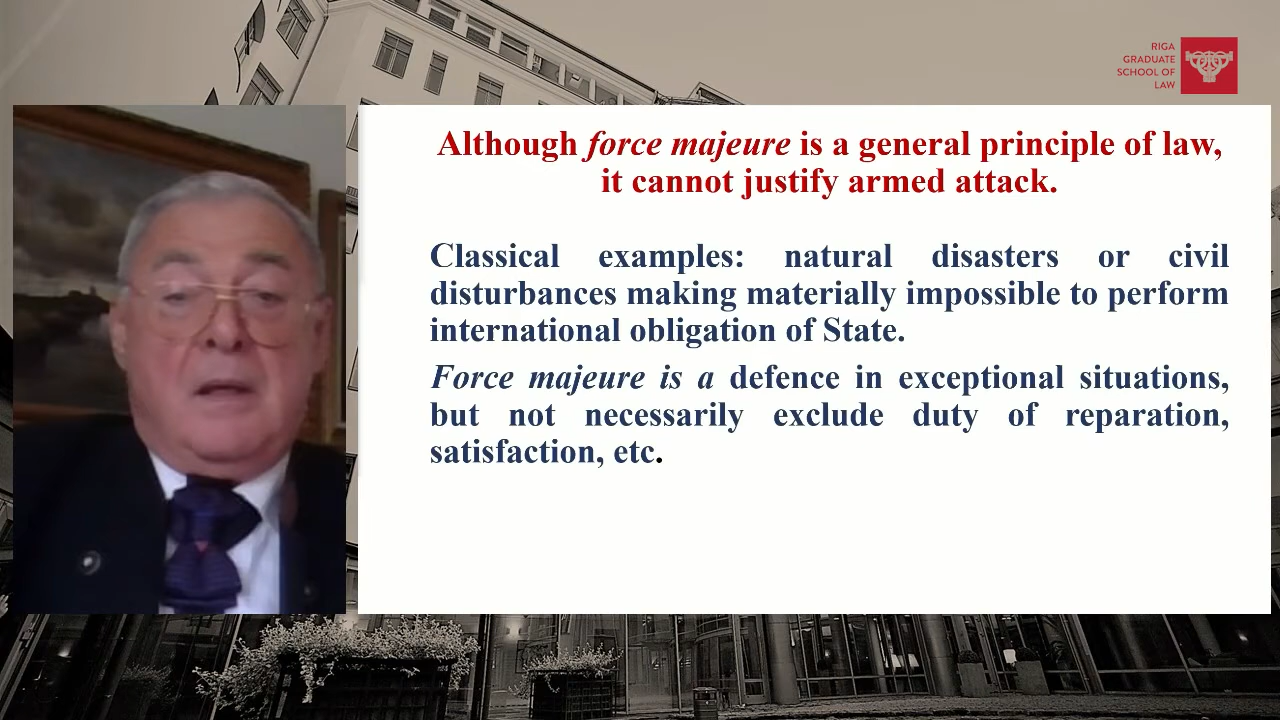 RIGA
GRADUATE
SCHOOL OF
LAW
Although force majeure is a general principle of law,
it cannot justify armed attack.
Classical examples: natural disasters or civil
disturbances making materially impossible to perform
international obligation of State.
Force majeure is a defence in exceptional situations,
but not necessarily exclude duty of reparation,
satisfaction, etc.